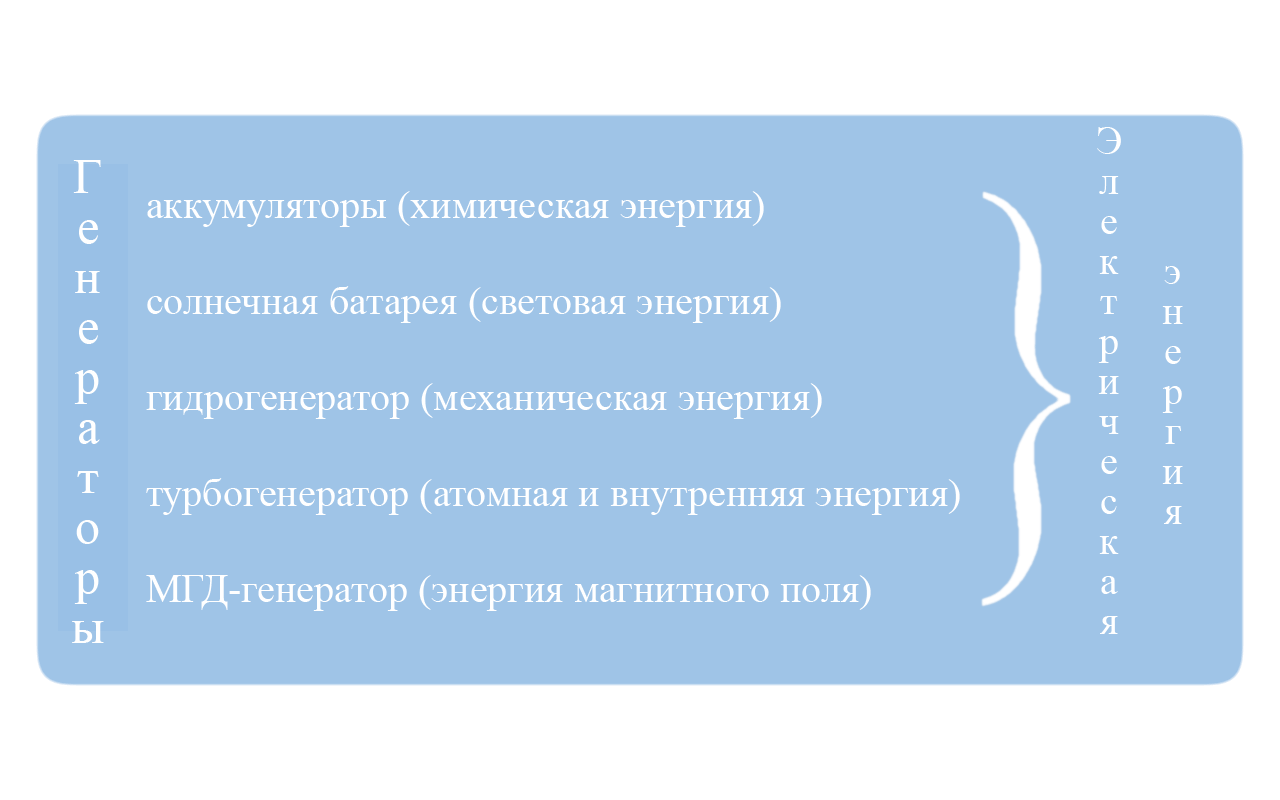 Генераторы
аккумуляторы (химическая энергия)
солнечная батарея (световая энергия)
гидрогенератор (механическая энергия)
турбогенератор (атомная и внутренняя энергия)
МГД-генератор (энергия магнитного поля)
Электрическая
энергия